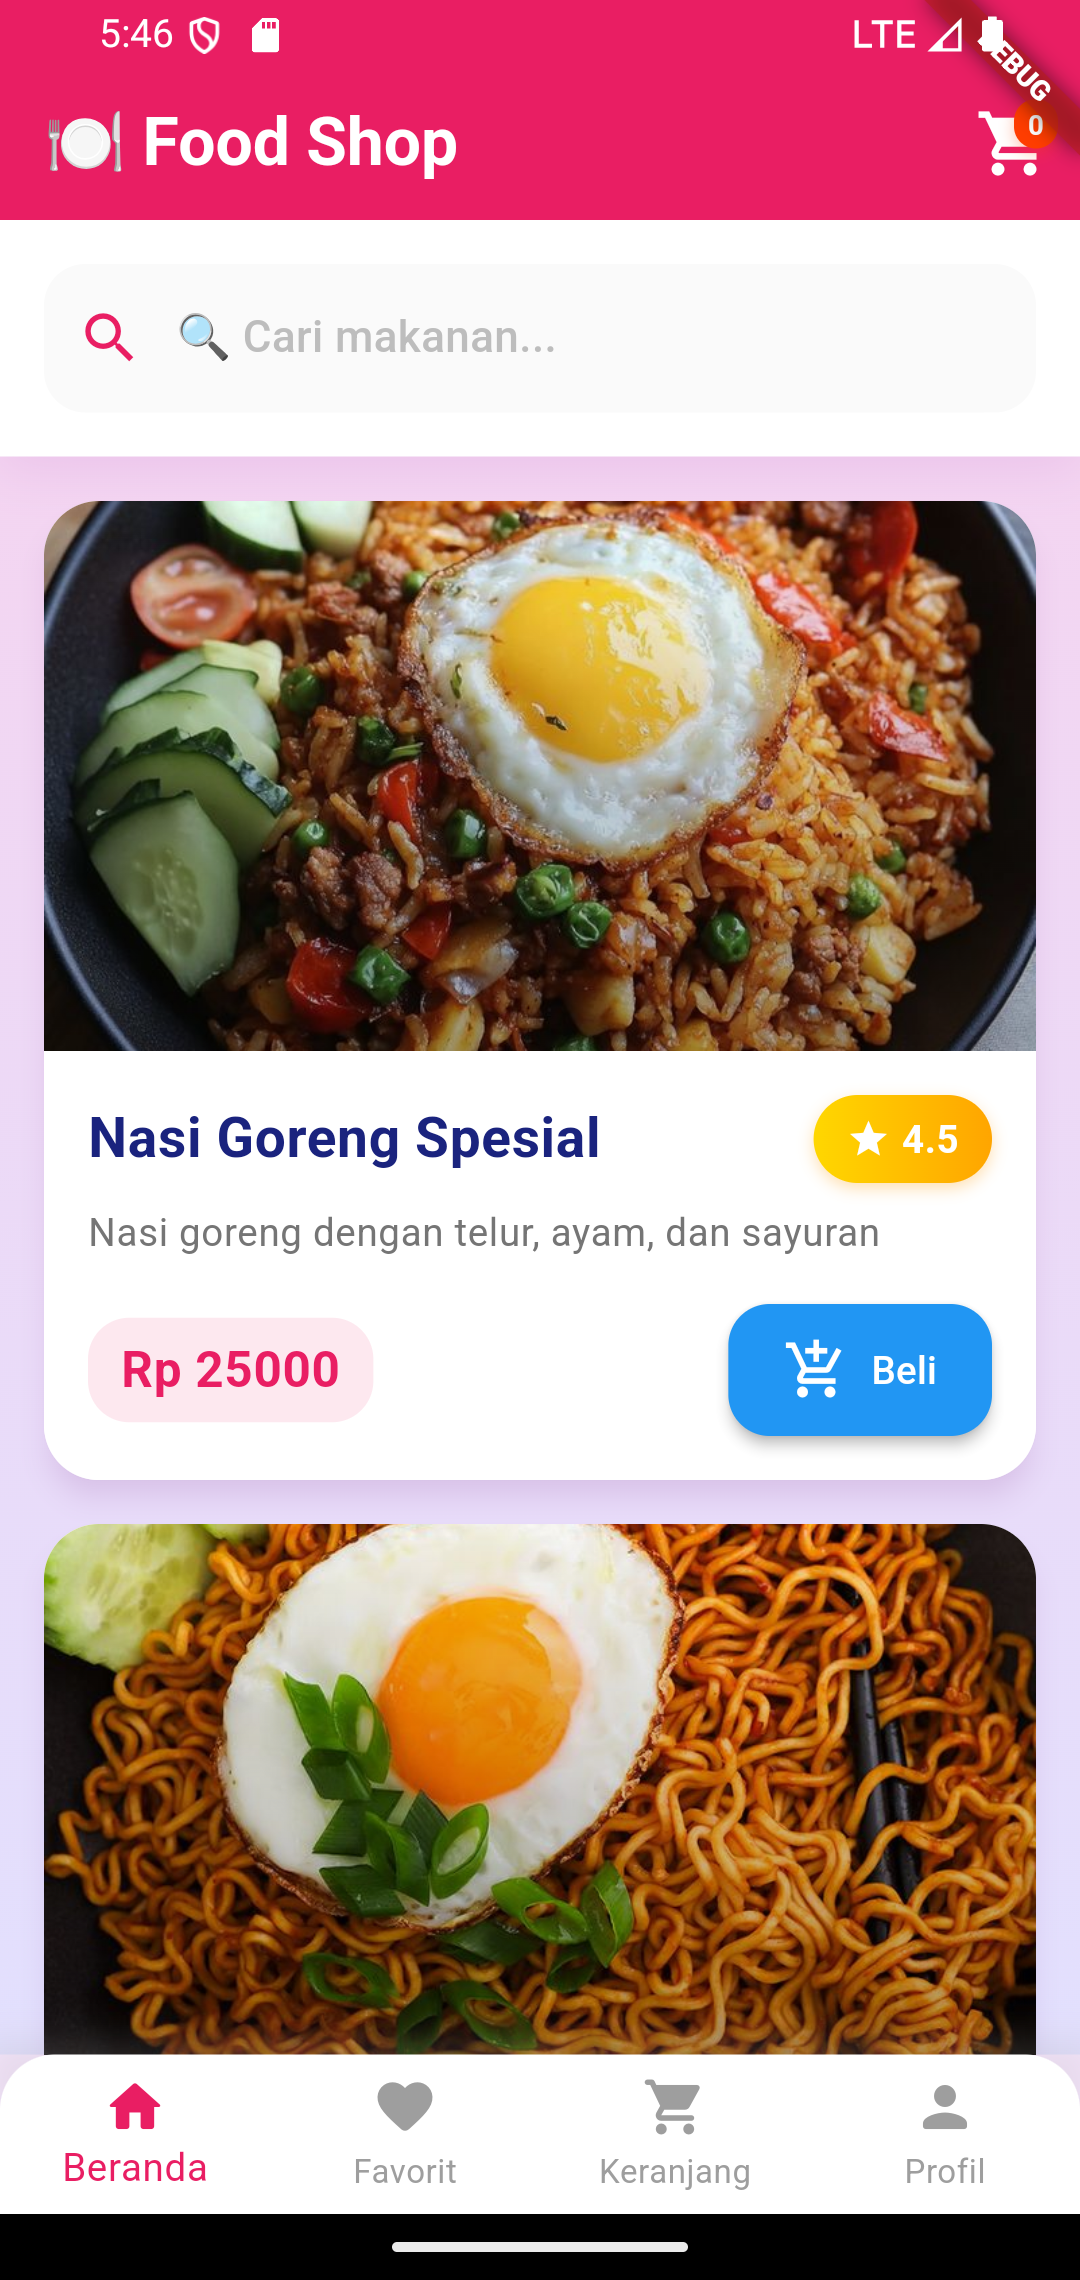 5:46
LTE
🍽️ Food Shop
0
🔍 Cari makanan...
Nasi Goreng Spesial
4.5
Nasi goreng dengan telur, ayam, dan sayuran
Rp 25000
Beli
Beranda
Favorit
Keranjang
Profil